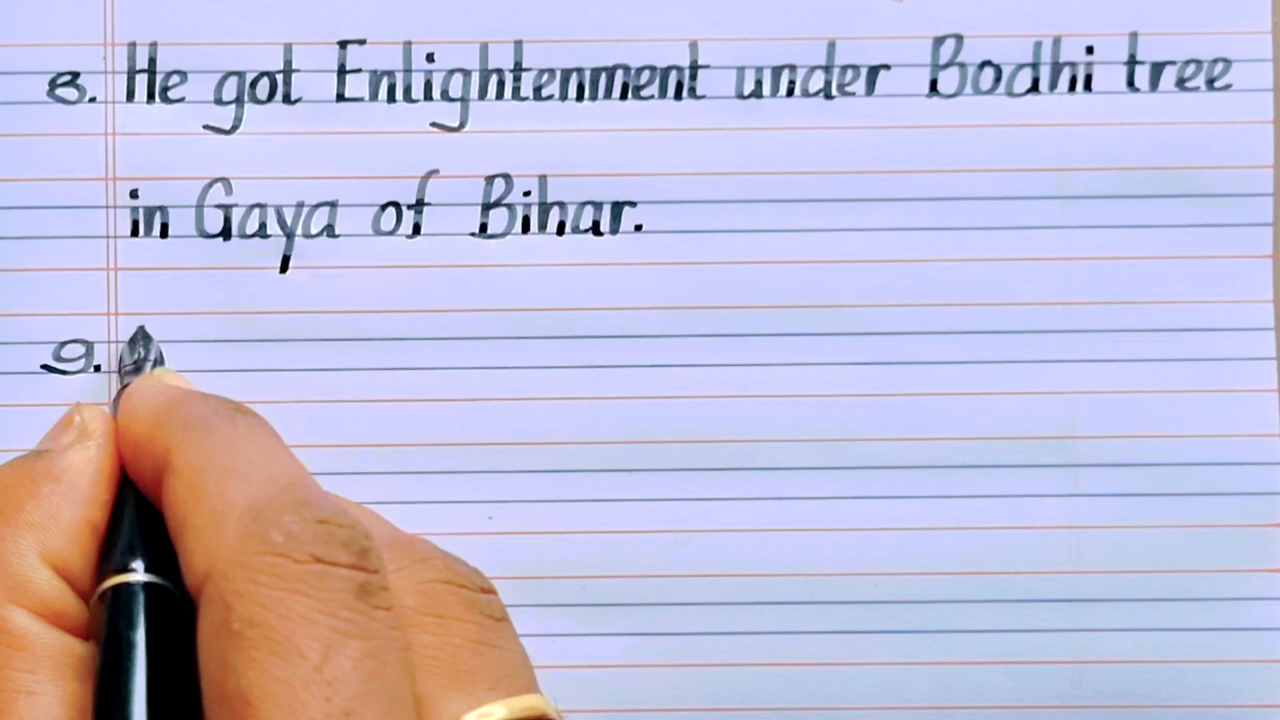 8. He got Enlightenment under Bodhi tree
in Gaya of Bihar.
9.